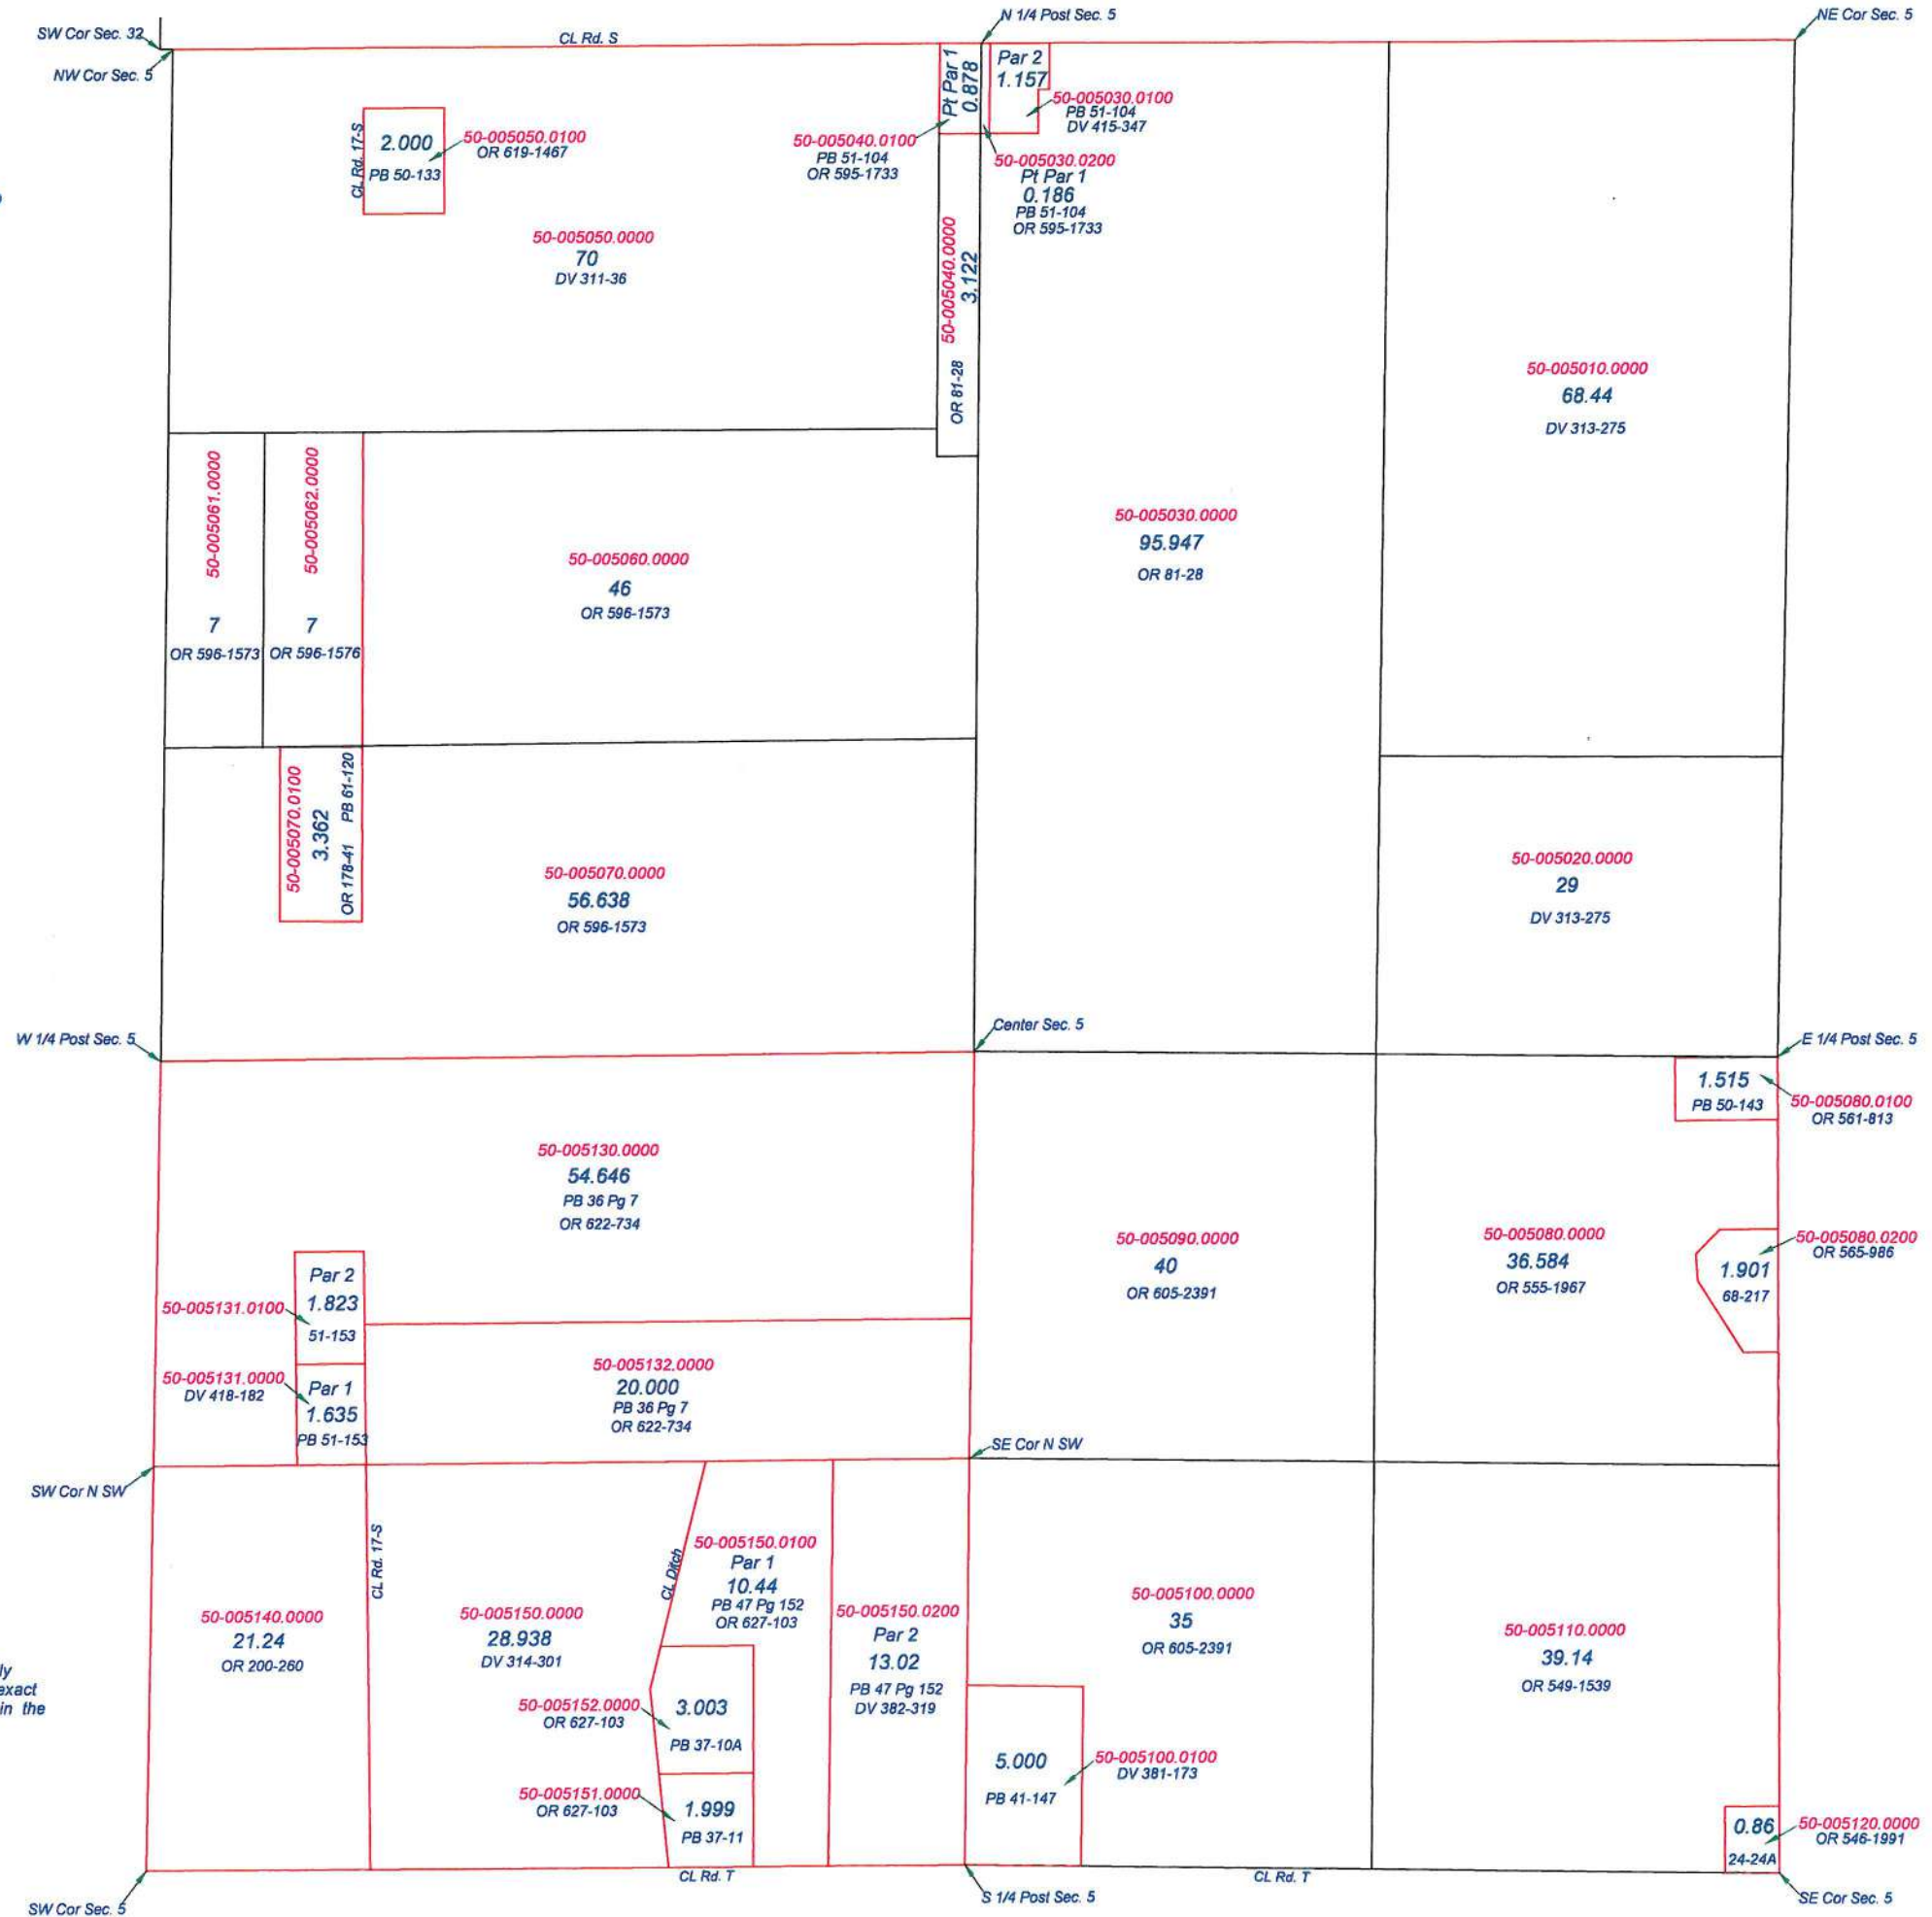 SW Cor Sec. 32
NW Cor Sec. 5
CL Rd. S
N 1/4 Post Sec. 5
NE Cor Sec. 5
CL Rd. 17-S
2.000
PB 50-133
50-005050.0100
OR 619-1467
50-005050.0000
70
DV 311-36
50-005040.0100
PB 51-104
OR 595-1733
Pt Par 1
0.878
Par 2
1.157
50-005030.0100
PB 51-104
DV 415-347
50-005030.0200
Pt Par 1
0.186
PB 51-104
OR 595-1733
50-005040.0000
3.122
OR 81-28
50-005010.0000
68.44
DV 313-275
50-005061.0000
7
OR 596-1573
50-005062.0000
7
OR 596-1576
50-005060.0000
46
OR 596-1573
50-005030.0000
95.947
OR 81-28
50-005070.0100
3.362
OR 178-41 PB 61-120
50-005070.0000
56.638
OR 596-1573
50-005020.0000
29
DV 313-275
W 1/4 Post Sec. 5
Center Sec. 5
E 1/4 Post Sec. 5
1.515
PB 50-143
50-005080.0100
OR 561-813
50-005130.0000
54.646
PB 36 Pg 7
OR 622-734
50-005090.0000
40
OR 605-2391
50-005080.0000
36.584
OR 555-1967
50-005080.0200
OR 565-986
1.901
68-217
Par 2
1.823
51-153
50-005131.0100
50-005131.0000
DV 418-182
Par 1
1.635
PB 51-153
50-005132.0000
20.000
PB 36 Pg 7
OR 622-734
SW Cor N SW
SE Cor N SW
CL Rd. 17-S
CL Ditch
50-005140.0000
21.24
OR 200-260
50-005150.0000
28.938
DV 314-301
50-005150.0100
Par 1
10.44
PB 47 Pg 152
OR 627-103
50-005150.0200
Par 2
13.02
PB 47 Pg 152
DV 382-319
50-005100.0000
35
OR 605-2391
50-005110.0000
39.14
OR 549-1539
ly
exact
in the
50-005152.0000
OR 627-103
3.003
PB 37-10A
50-005151.0000
OR 627-103
1.999
PB 37-11
5.000
PB 41-147
50-005100.0100
DV 381-173
0.86
24-24A
50-005120.0000
OR 546-1991
SW Cor Sec. 5
CL Rd. T
S 1/4 Post Sec. 5
CL Rd. T
SE Cor Sec. 5